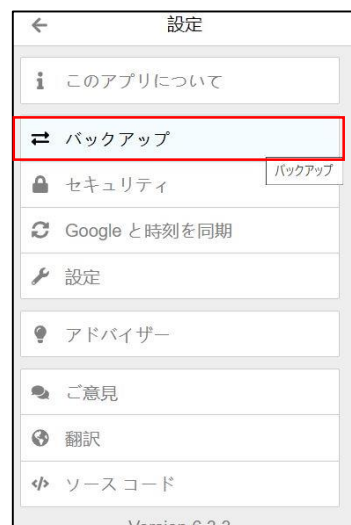 設定
このアプリについて
バックアップ
バックアップ
セキュリティ
Google と時刻を同期
設定
アドバイザー
ご意見
翻訳
ソース コード